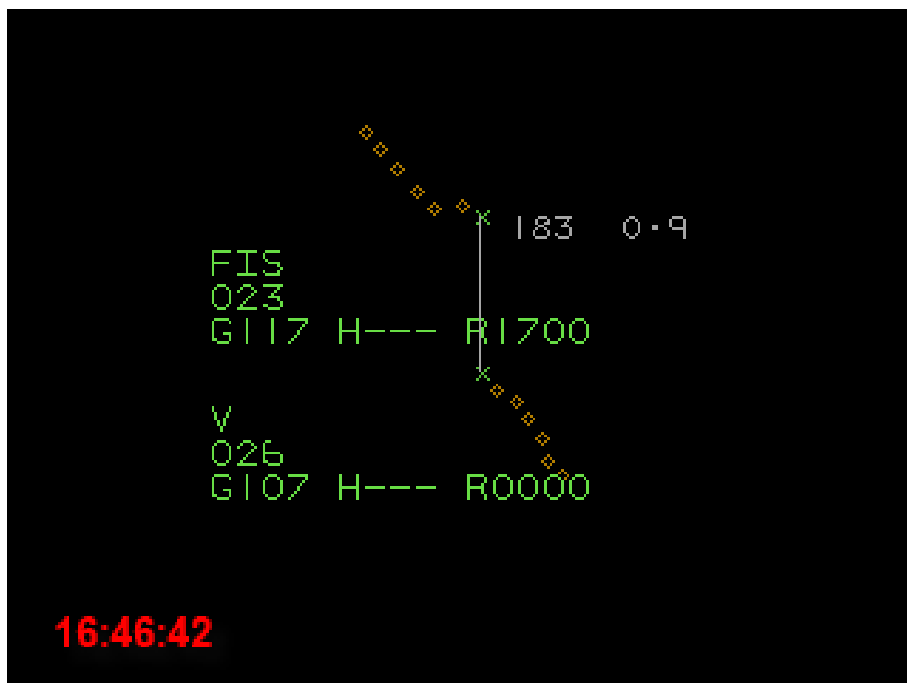 183 0.9
FIS
023
G117 H--- R1700
V
026
G107 H--- R0000
16:46:42